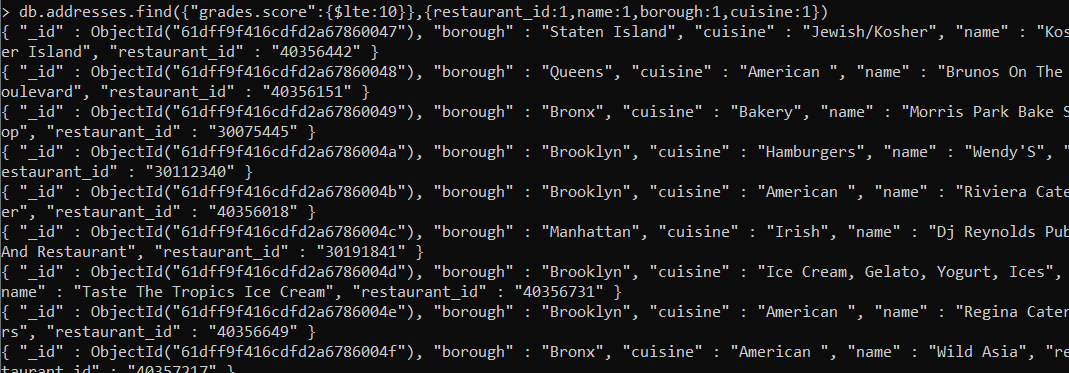 > db.addresses.find({"grades.score":{$lte:10}},{restaurant_id:1,name:1,borough:1,cuisine:1})
{ "_id" : ObjectId("61dff9f416cdfd2a67860047"), "borough" : "Staten Island", "cuisine" : "Jewish/Kosher", "name" : "Kos
er Island", "restaurant_id" : "40356442" }
{ "_id" : ObjectId("61dff9f416cdfd2a67860048"), "borough" : "Queens", "cuisine" : "American ", "name" : "Brunos On The
oulevard", "restaurant_id" : "40356151" }
{ "_id" : ObjectId("61dff9f416cdfd2a67860049"), "borough" : "Bronx", "cuisine" : "Bakery", "name" : "Morris Park Bake S
op", "restaurant_id" : "30075445" }
{ "_id" : ObjectId("61dff9f416cdfd2a6786004a"), "borough" : "Brooklyn", "cuisine" : "Hamburgers", "name" : "Wendy'S", "
estaurant_id" : "30112340" }
{ "_id" : ObjectId("61dff9f416cdfd2a6786004b"), "borough" : "Brooklyn", "cuisine" : "American ", "name" : "Riviera Cate
er", "restaurant_id" : "40356018" }
{ "_id" : ObjectId("61dff9f416cdfd2a6786004c"), "borough" : "Manhattan", "cuisine" : "Irish", "name" : "Dj Reynolds Pub
And Restaurant", "restaurant_id" : "30191841" }
{ "_id" : ObjectId("61dff9f416cdfd2a6786004d"), "borough" : "Brooklyn", "cuisine" : "Ice Cream, Gelato, Yogurt, Ices",
name" : "Taste The Tropics Ice Cream", "restaurant_id" : "40356731" }
{ "_id" : ObjectId("61dff9f416cdfd2a6786004e"), "borough" : "Brooklyn", "cuisine" : "American ", "name" : "Regina Cater
rs", "restaurant_id" : "40356649" }
{ "_id" : ObjectId("61dff9f416cdfd2a6786004f"), "borough" : "Bronx", "cuisine" : "American ", "name" : "Wild Asia", "re
taurant_id" : "40357217" }